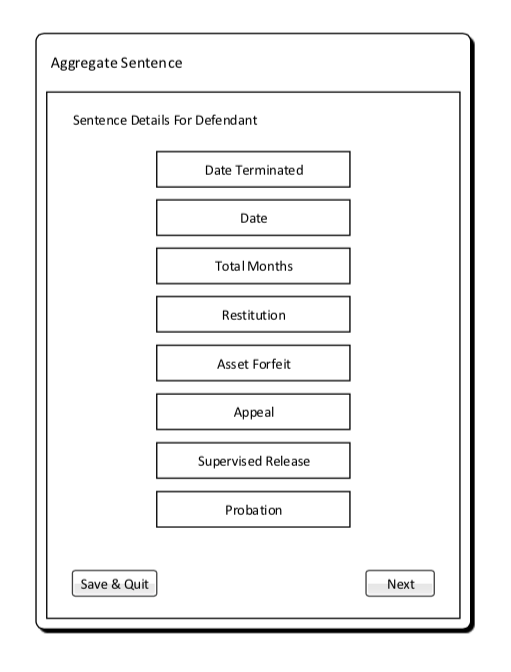 Aggregate Sentence
Sentence Details For Defendant
Date Terminated
Date
Total Months
Restitution
Asset Forfeit
Appeal
Supervised Release
Probation
Save & Quit
Next